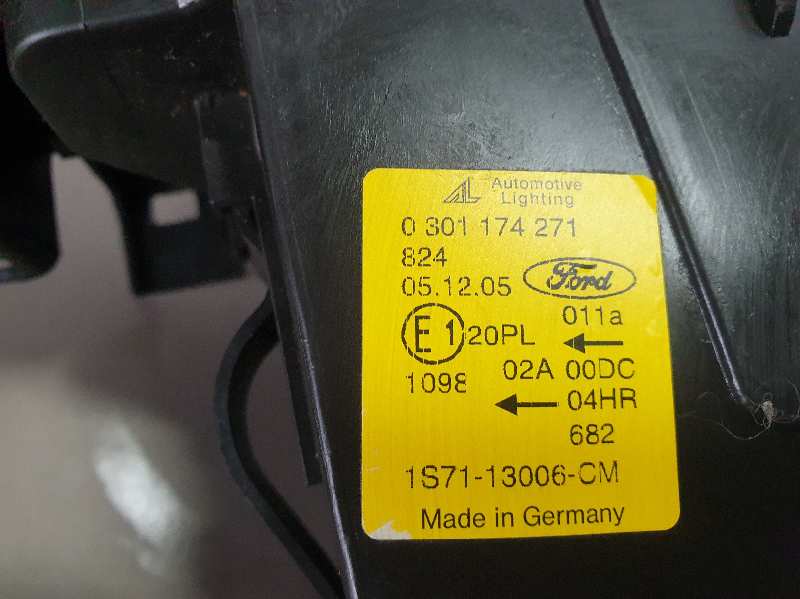 AL Automotive
Lighting
0 301 174 271
824
05.12.05 Ford
011a
E1 20PL
02A 00DC
1098
04HR
682
1S71-13006-CM
Made in Germany